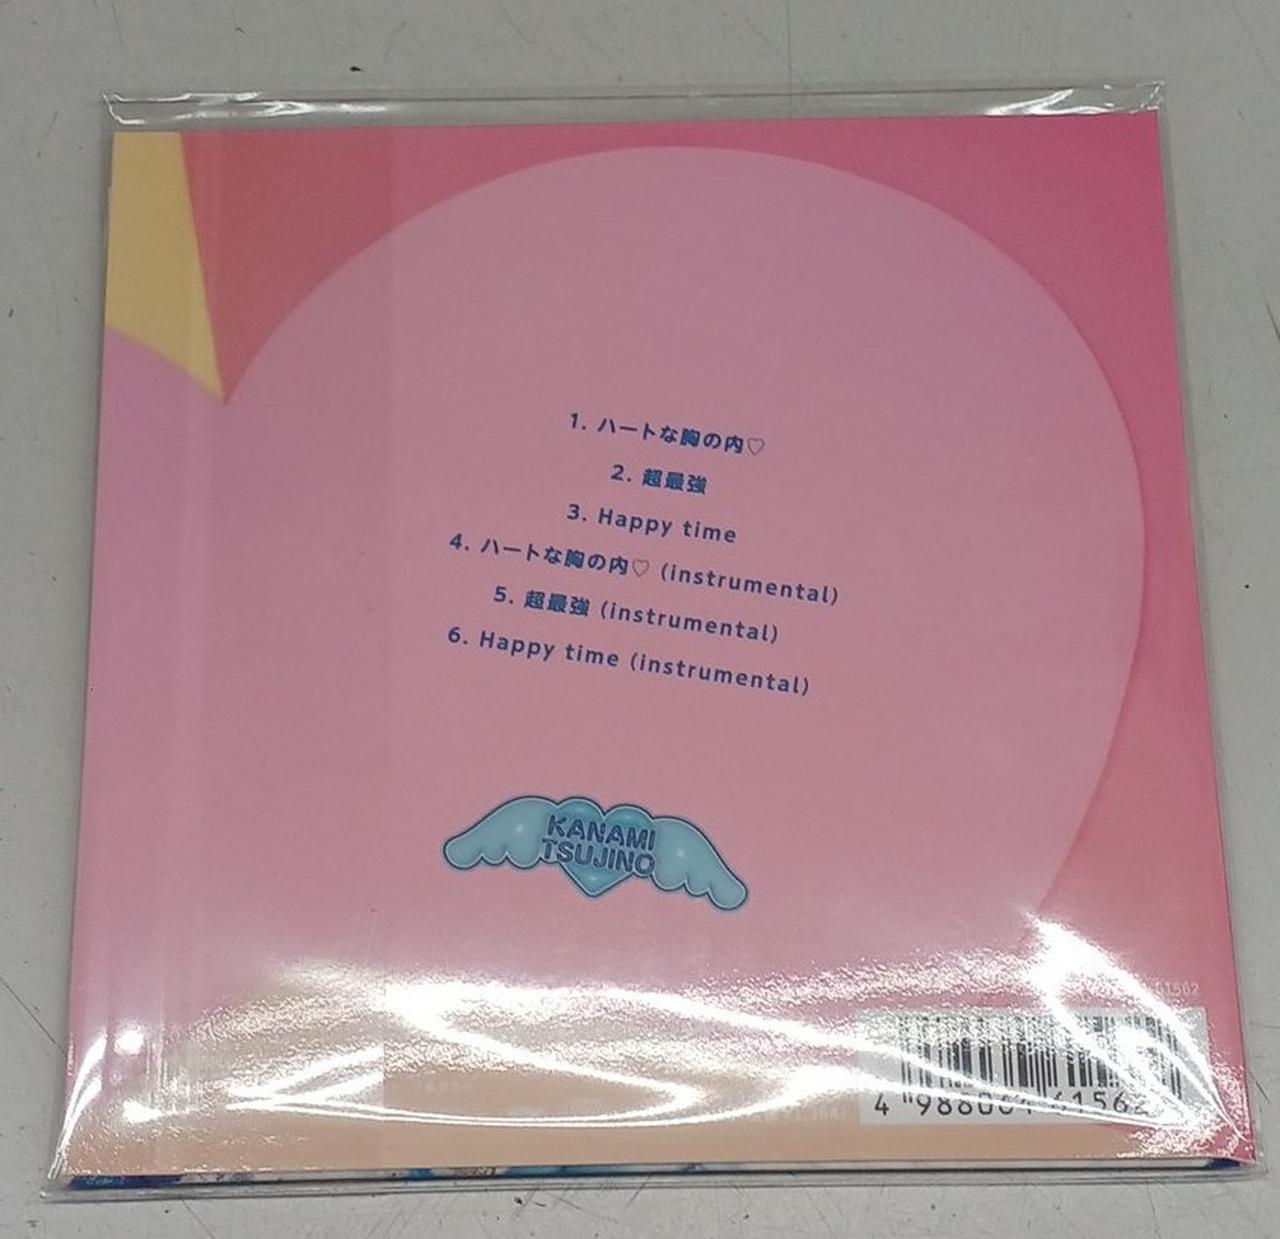 1. ハートな胸の内♡
2. 超最強
3. Happy time
4. ハートな胸の内♡ (instrumental)
5. 超最強 (instrumental)
6. Happy time (instrumental)
KANAMI
TSUJINO
61562